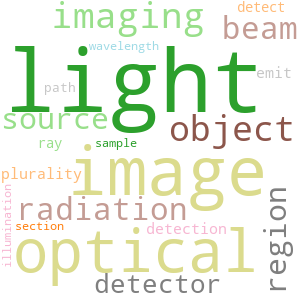 detect
imaging
beam
wavelength
light
path
emit
source
object
ray
sample
image
plurality
illumination
radiation
region
section
detection
optical
detector